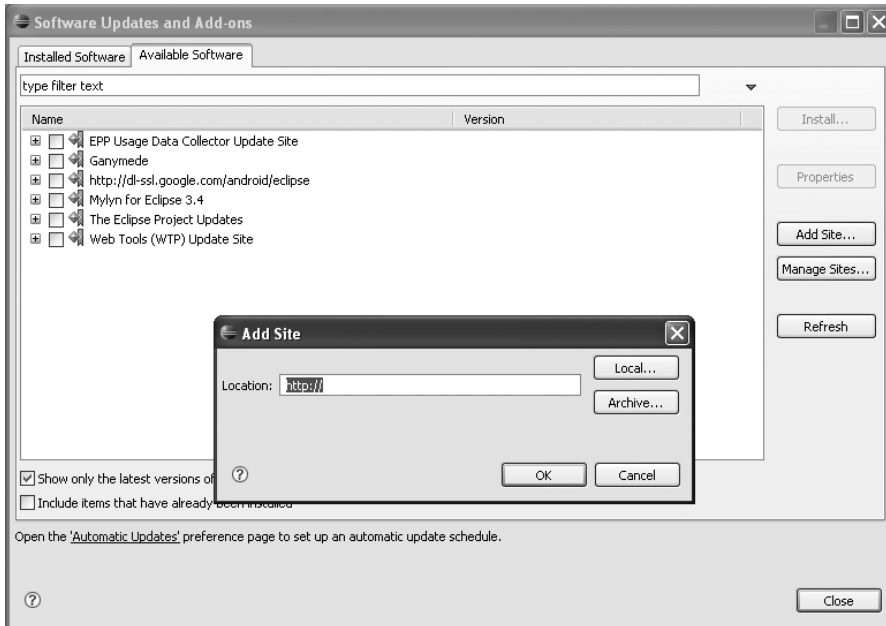 Software Updates and Add-ons
Installed Software Available Software
type filter text
Name Version
EPP Usage Data Collector Update Site
Ganymede
http://dl-ssl.google.com/android/eclipse
Mylyn for Eclipse 3.4
The Eclipse Project Updates
Web Tools (WTP) Update Site
Install...
Properties
Add Site...
Manage Sites...
Refresh
Add Site
Location: http://
Local...
Archive...
OK Cancel
Show only the latest versions of
Include items that have already been installed
Open the 'Automatic Updates' preference page to set up an automatic update schedule.
Close